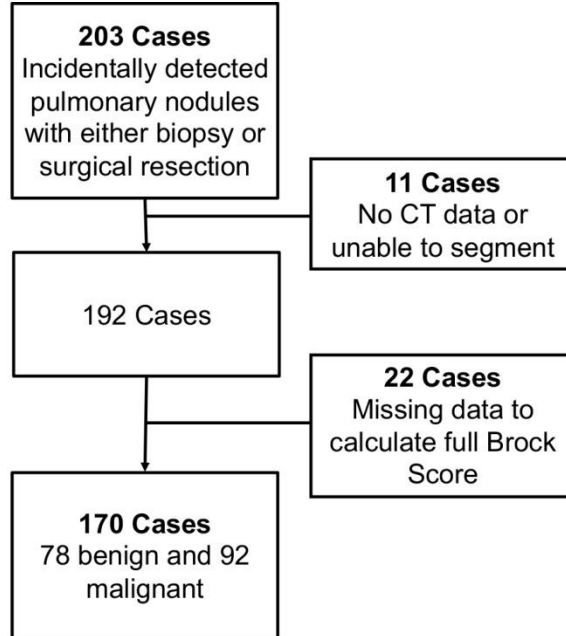 203 Cases
Incidentally detected
pulmonary nodules
with either biopsy or
surgical resection
11 Cases
No CT data or
unable to segment
192 Cases
22 Cases
Missing data to
calculate full Brock
Score
170 Cases
78 benign and 92
malignant